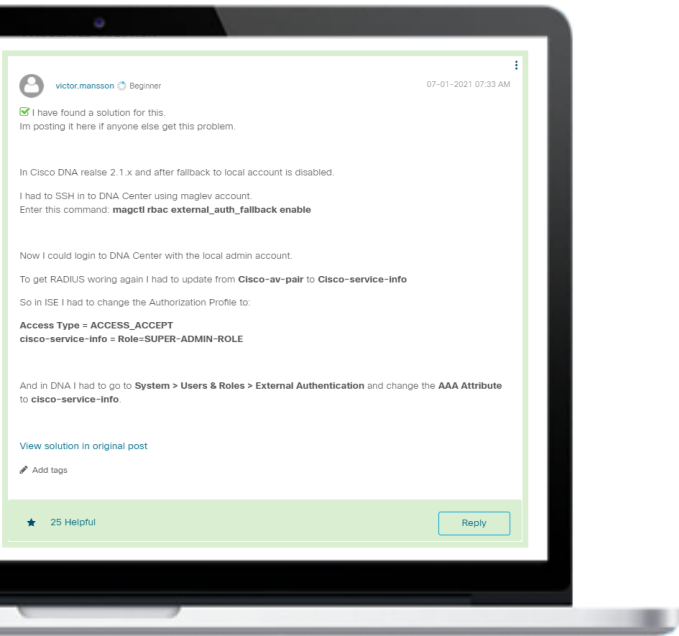 victor.mansson Beginner
07-01-2021 07:33 AM
I have found a solution for this.
Im posting it here if anyone else get this problem.
In Cisco DNA realse 2.1.x and after fallback to local account is disabled.
I had to SSH in to DNA Center using maglev account.
Enter this command: magctl rbac external_auth_fallback enable
Now I could login to DNA Center with the local admin account.
To get RADIUS woring again I had to update from Cisco-av-pair to Cisco-service-info
So in ISE I had to change the Authorization Profile to:
Access Type = ACCESS_ACCEPT
cisco-service-info = Role=SUPER-ADMIN-ROLE
And in DNA I had to go to System > Users & Roles > External Authentication and change the AAA Attribute
to cisco-service-info.
View solution in original post
Add tags
25 Helpful
Reply